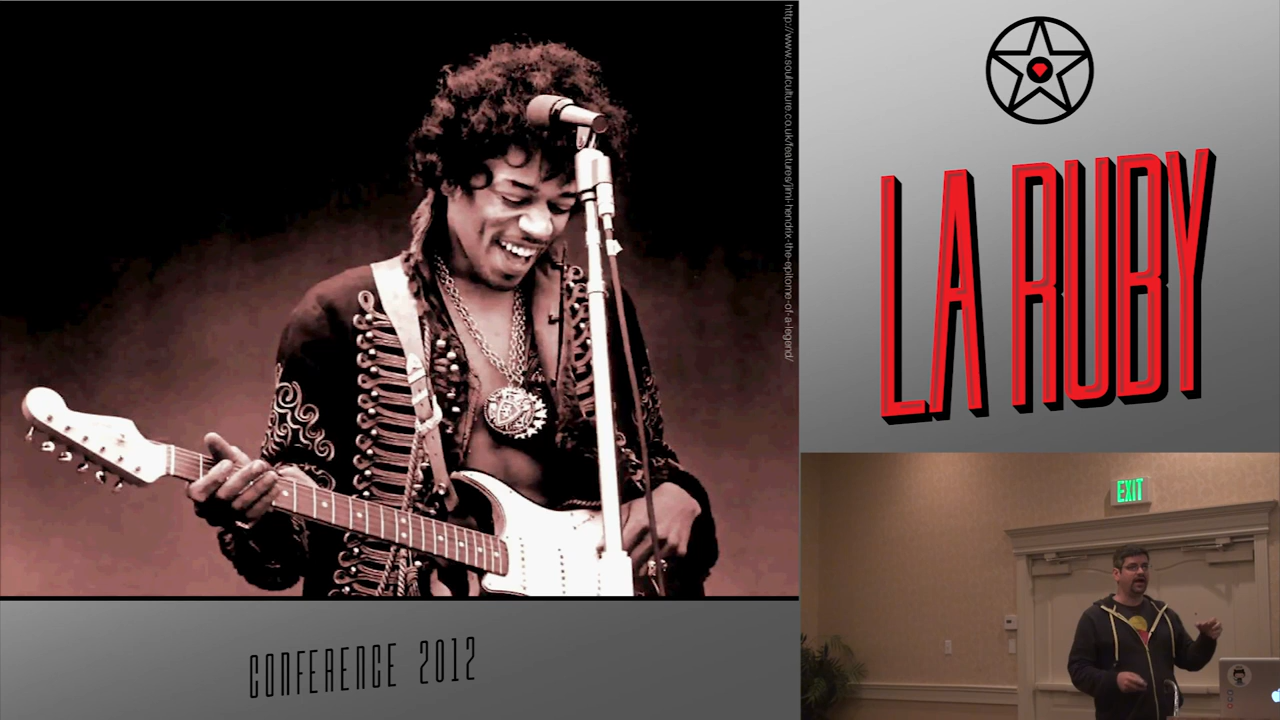 http://www.soulculture.co.uk/features/jimi-hendrix-the-epitome-of-a-legend/
LA RUBY
EXIT
CONFERENCE 2012